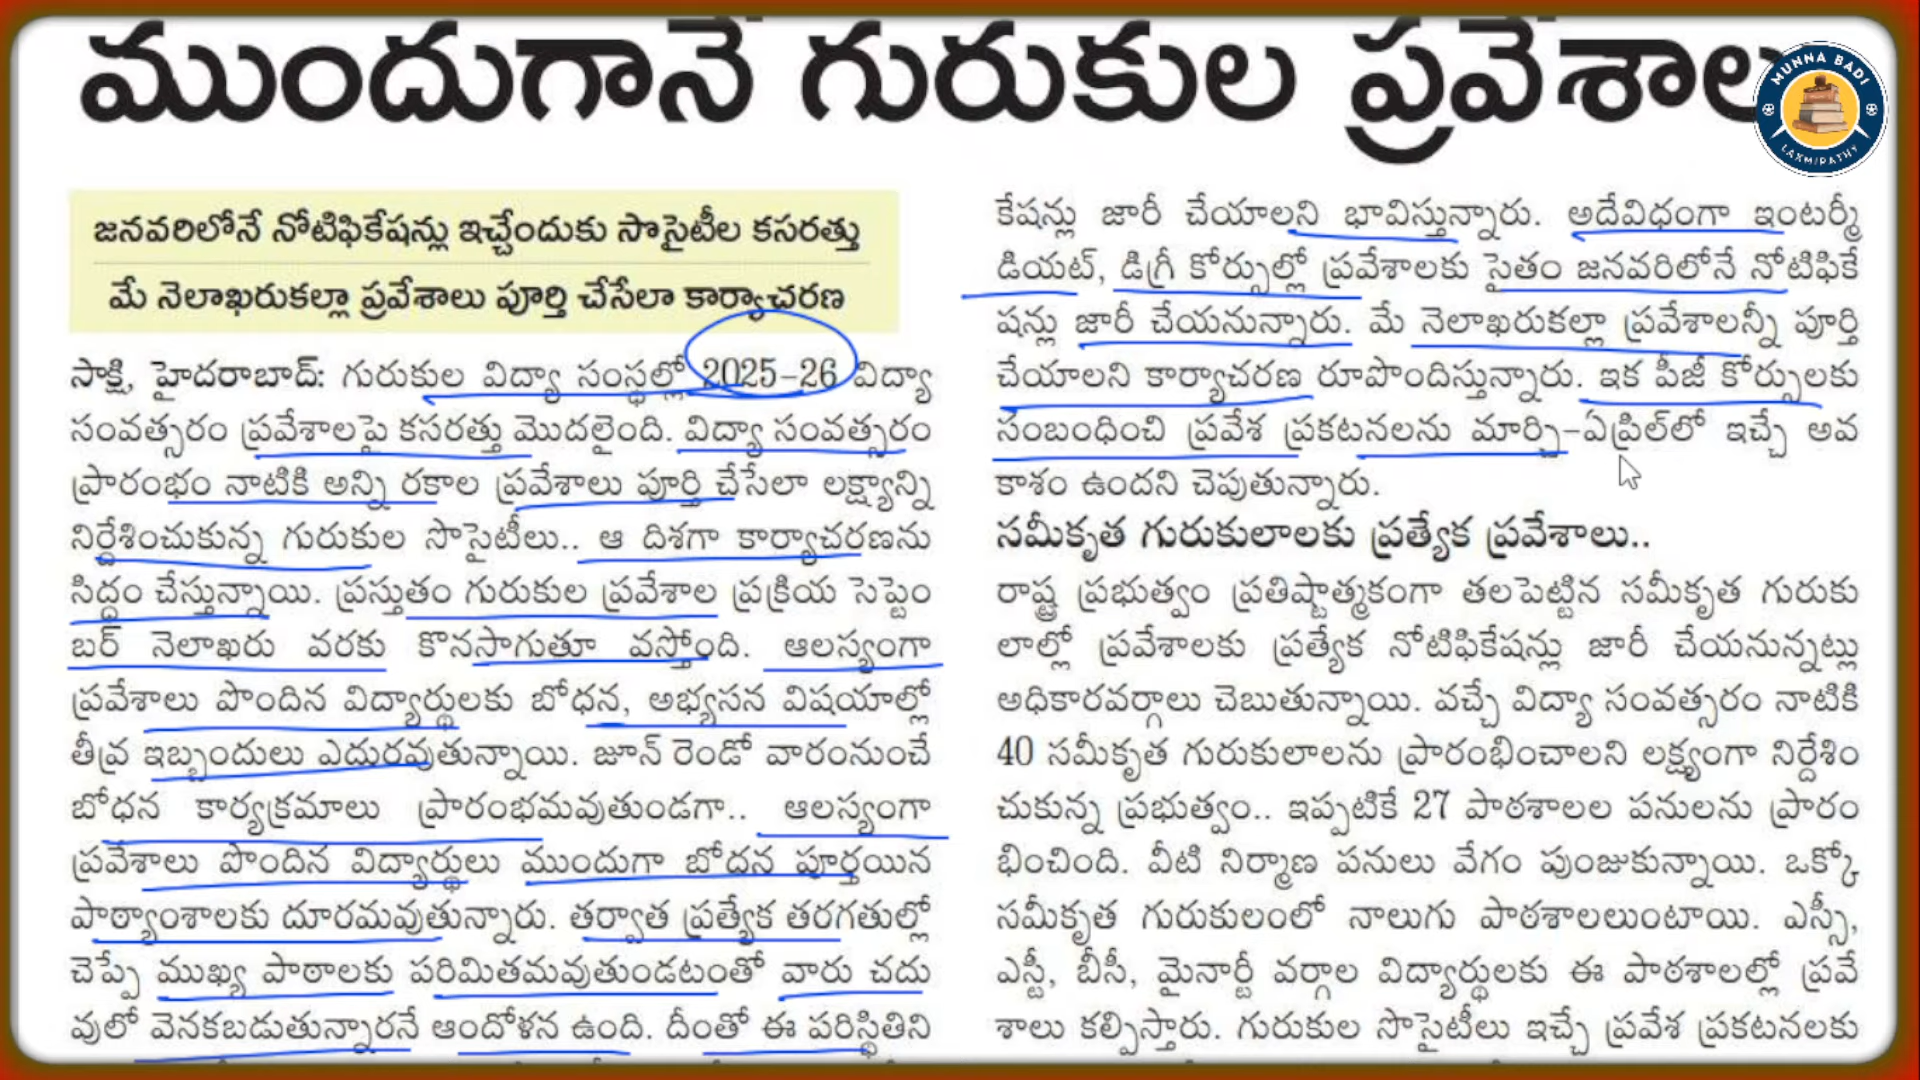 ముందుగానే గురుకుల ప్రవేశాల
MUNNA BADI
LAXMIPATHY
జనవరిలోనే నోటిఫికేషన్లు ఇచ్చేందుకు సొసైటీల కసరత్తు
మే నెలాఖరుకల్లా ప్రవేశాలు పూర్తి చేసేలా కార్యాచరణ
సాక్షి, హైదరాబాద్: గురుకుల విద్యా సంస్థల్లో 2025-26 విద్యా
సంవత్సరం ప్రవేశాలపై కసరత్తు మొదలైంది. విద్యా సంవత్సరం
ప్రారంభం నాటికి అన్ని రకాల ప్రవేశాలు పూర్తి చేసేలా లక్ష్యాన్ని
నిర్దేశించుకున్న గురుకుల సొసైటీలు.. ఆ దిశగా కార్యాచరణను
సిద్ధం చేస్తున్నాయి. ప్రస్తుతం గురుకుల ప్రవేశాల ప్రక్రియ సెప్టెం
బర్ నెలాఖరు వరకు కొనసాగుతూ వస్తోంది. ఆలస్యంగా
ప్రవేశాలు పొందిన విద్యార్థులకు బోధన, అభ్యసన విషయాల్లో
తీవ్ర ఇబ్బందులు ఎదురవుతున్నాయి. జూన్ రెండో వారంనుంచే
బోధన కార్యక్రమాలు ప్రారంభమవుతుండగా.. ఆలస్యంగా
ప్రవేశాలు పొందిన విద్యార్థులు ముందుగా బోధన పూర్తయిన
పాఠ్యాంశాలకు దూరమవుతున్నారు. తర్వాత ప్రత్యేక తరగతుల్లో
చెప్పే ముఖ్య పాఠాలకు పరిమితమవుతుండటంతో వారు చదు
వులో వెనకబడుతున్నారనే ఆందోళన ఉంది. దీంతో ఈ పరిస్థితిని
కేషన్లు జారీ చేయాలని భావిస్తున్నారు. అదేవిధంగా ఇంటర్మీ
డియట్, డిగ్రీ కోర్సుల్లో ప్రవేశాలకు సైతం జనవరిలోనే నోటిఫికే
షన్లు జారీ చేయనున్నారు. మే నెలాఖరుకల్లా ప్రవేశాలన్నీ పూర్తి
చేయాలని కార్యాచరణ రూపొందిస్తున్నారు. ఇక పీజీ కోర్సులకు
సంబంధించి ప్రవేశ ప్రకటనలను మార్చి-ఏప్రిల్‌లో ఇచ్చే అవ
కాశం ఉందని చెపుతున్నారు.
సమీకృత గురుకులాలకు ప్రత్యేక ప్రవేశాలు..
రాష్ట్ర ప్రభుత్వం ప్రతిష్టాత్మకంగా తలపెట్టిన సమీకృత గురుకు
లాల్లో ప్రవేశాలకు ప్రత్యేక నోటిఫికేషన్లు జారీ చేయనున్నట్లు
అధికారవర్గాలు చెబుతున్నాయి. వచ్చే విద్యా సంవత్సరం నాటికి
40 సమీకృత గురుకులాలను ప్రారంభించాలని లక్ష్యంగా నిర్దేశిం
చుకున్న ప్రభుత్వం.. ఇప్పటికే 27 పాఠశాలల పనులను ప్రారం
భించింది. వీటి నిర్మాణ పనులు వేగం పుంజుకున్నాయి. ఒక్కో
సమీకృత గురుకులంలో నాలుగు పాఠశాలలుంటాయి. ఎస్సీ,
ఎస్టీ, బీసీ, మైనార్టీ వర్గాల విద్యార్థులకు ఈ పాఠశాలల్లో ప్రవే
శాలు కల్పిస్తారు. గురుకుల సొసైటీలు ఇచ్చే ప్రవేశ ప్రకటనలకు